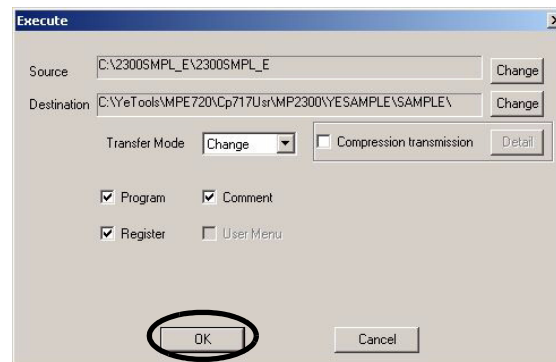 Execute
Source C:\2300SMPL_E\2300SMPL_E Change
Destination C:\YeTools\MPE720\Cp717Usr\MP2300\YESAMPLE\SAMPLE\ Change
Transfer Mode Change Compression transmission Detail
Program Comment
Register User Menu
OK Cancel